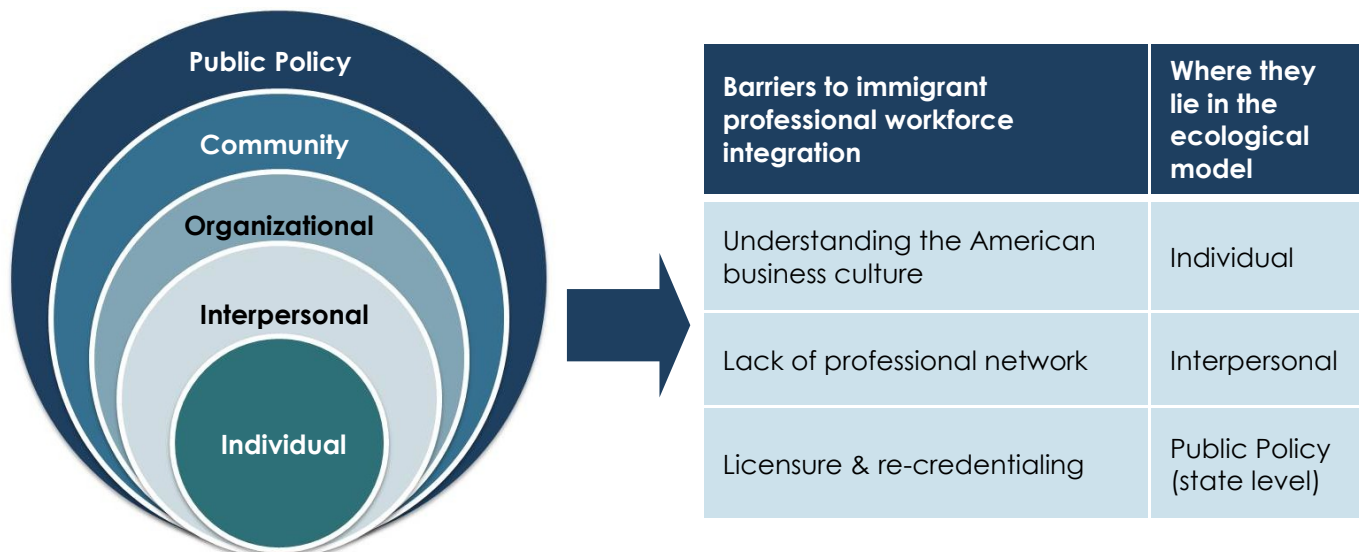 Public Policy
Community
Organizational
Interpersonal
Individual
Barriers to immigrant
professional workforce
integration
Where they
lie in the
ecological
model
Understanding the American
business culture
Individual
Lack of professional network
Interpersonal
Licensure & re-credentialing
Public Policy
(state level)